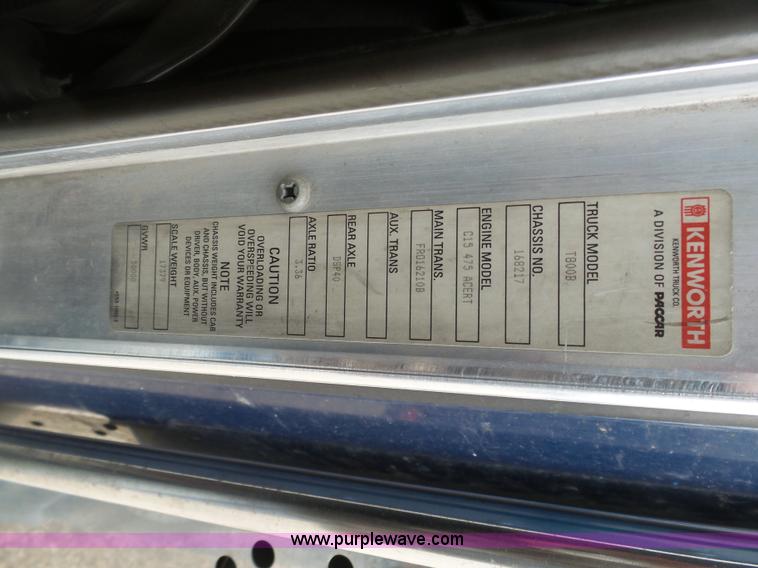 KENWORTH
KENWORTH TRUCK CO.
A DIVISION OF PACCAR
TRUCK MODEL
T800B
CHASSIS NO.
168217
ENGINE MODEL
C15 475 ACERT
MAIN TRANS.
FRO16210B
AUX. TRANS
REAR AXLE
DSP40
AXLE RATIO
3.36
CAUTION
OVERLOADING OR
OVERSPEEDING WILL
VOID YOUR WARRANTY
NOTE
CHASSIS WEIGHT INCLUDES CAB
AND CHASSIS, BUT WITHOUT
DRIVER, BODY, AUX. POWER
DEVICES OR EQUIPMENT
SCALE WEIGHT
17379
GVWR
www.purplewave.com